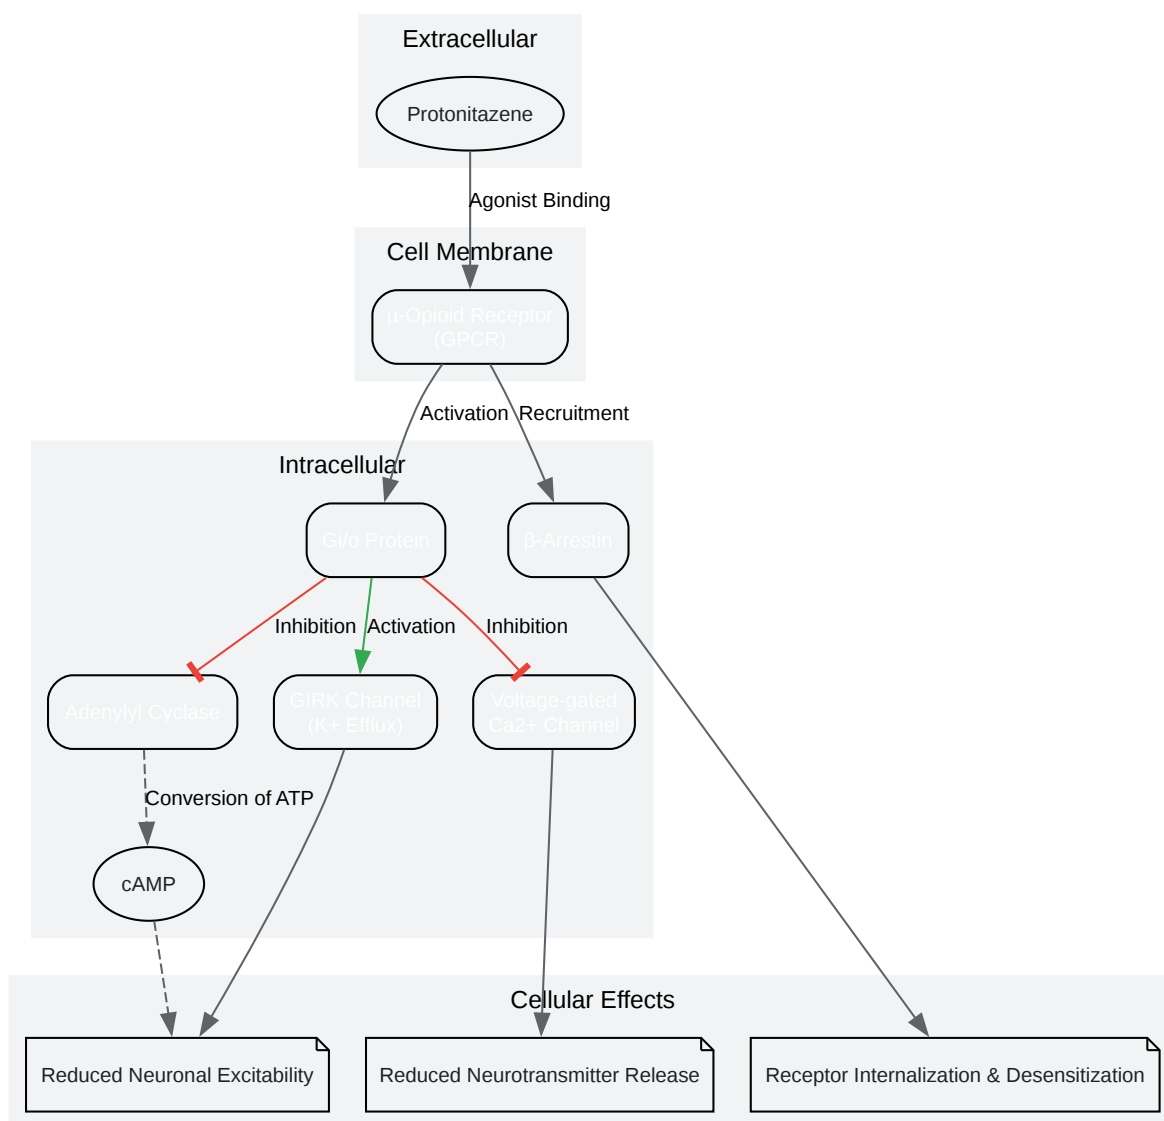 Extracellular
Protonitazene
Agonist Binding
Cell Membrane
μ-Opioid Receptor
(GPCR)
Activation
Recruitment
Intracellular
Gi/o Protein
β-Arrestin
Inhibition
Activation
Inhibition
Adenylyl Cyclase
GIRK Channel
(K+ Efflux)
Voltage-gated
Ca2+ Channel
Conversion of ATP
cAMP
Cellular Effects
Reduced Neuronal Excitability
Reduced Neurotransmitter Release
Receptor Internalization & Desensitization